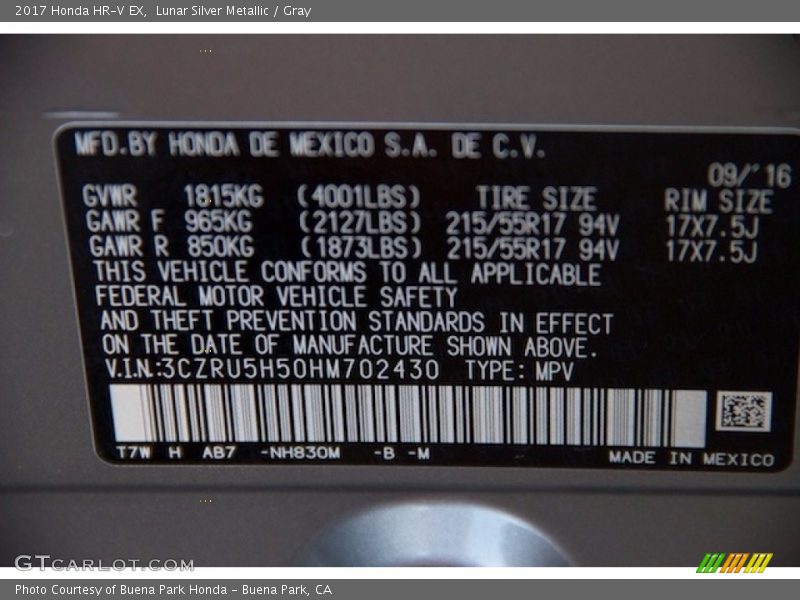 2017 Honda HR-V EX, Lunar Silver Metallic / Gray
MFD.BY HONDA DE MEXICO S.A. DE C.V.
09/'16
GVWR 1815KG (4001LBS) TIRE SIZE RIM SIZE
GAWR F 965KG (2127LBS) 215/55R17 94V 17X7.5J
GAWR R 850KG (1873LBS) 215/55R17 94V 17X7.5J
THIS VEHICLE CONFORMS TO ALL APPLICABLE
FEDERAL MOTOR VEHICLE SAFETY
AND THEFT PREVENTION STANDARDS IN EFFECT
ON THE DATE OF MANUFACTURE SHOWN ABOVE.
V.I.N:3CZRU5H50HM702430 TYPE: MPV
T7W H AB7 -NH830M -B -M MADE IN MEXICO
GTCARLOT.COM
Photo Courtesy of Buena Park Honda - Buena Park, CA